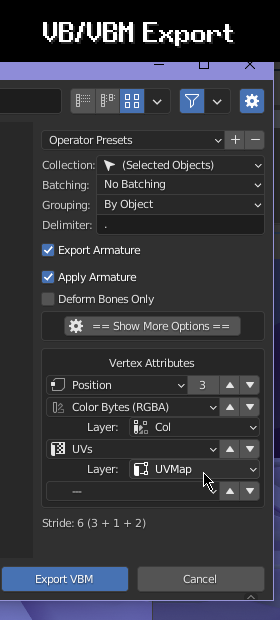 VB/VBM Export
Operator Presets
Collection: (Selected Objects)
Batching: No Batching
Grouping: By Object
Delimiter: .
Export Armature
Apply Armature
Deform Bones Only
== Show More Options ==
Vertex Attributes
Position 3
Color Bytes (RGBA)
Layer: Col
UVs
Layer: UVMap
---
Stride: 6 (3 + 1 + 2)
Export VBM Cancel